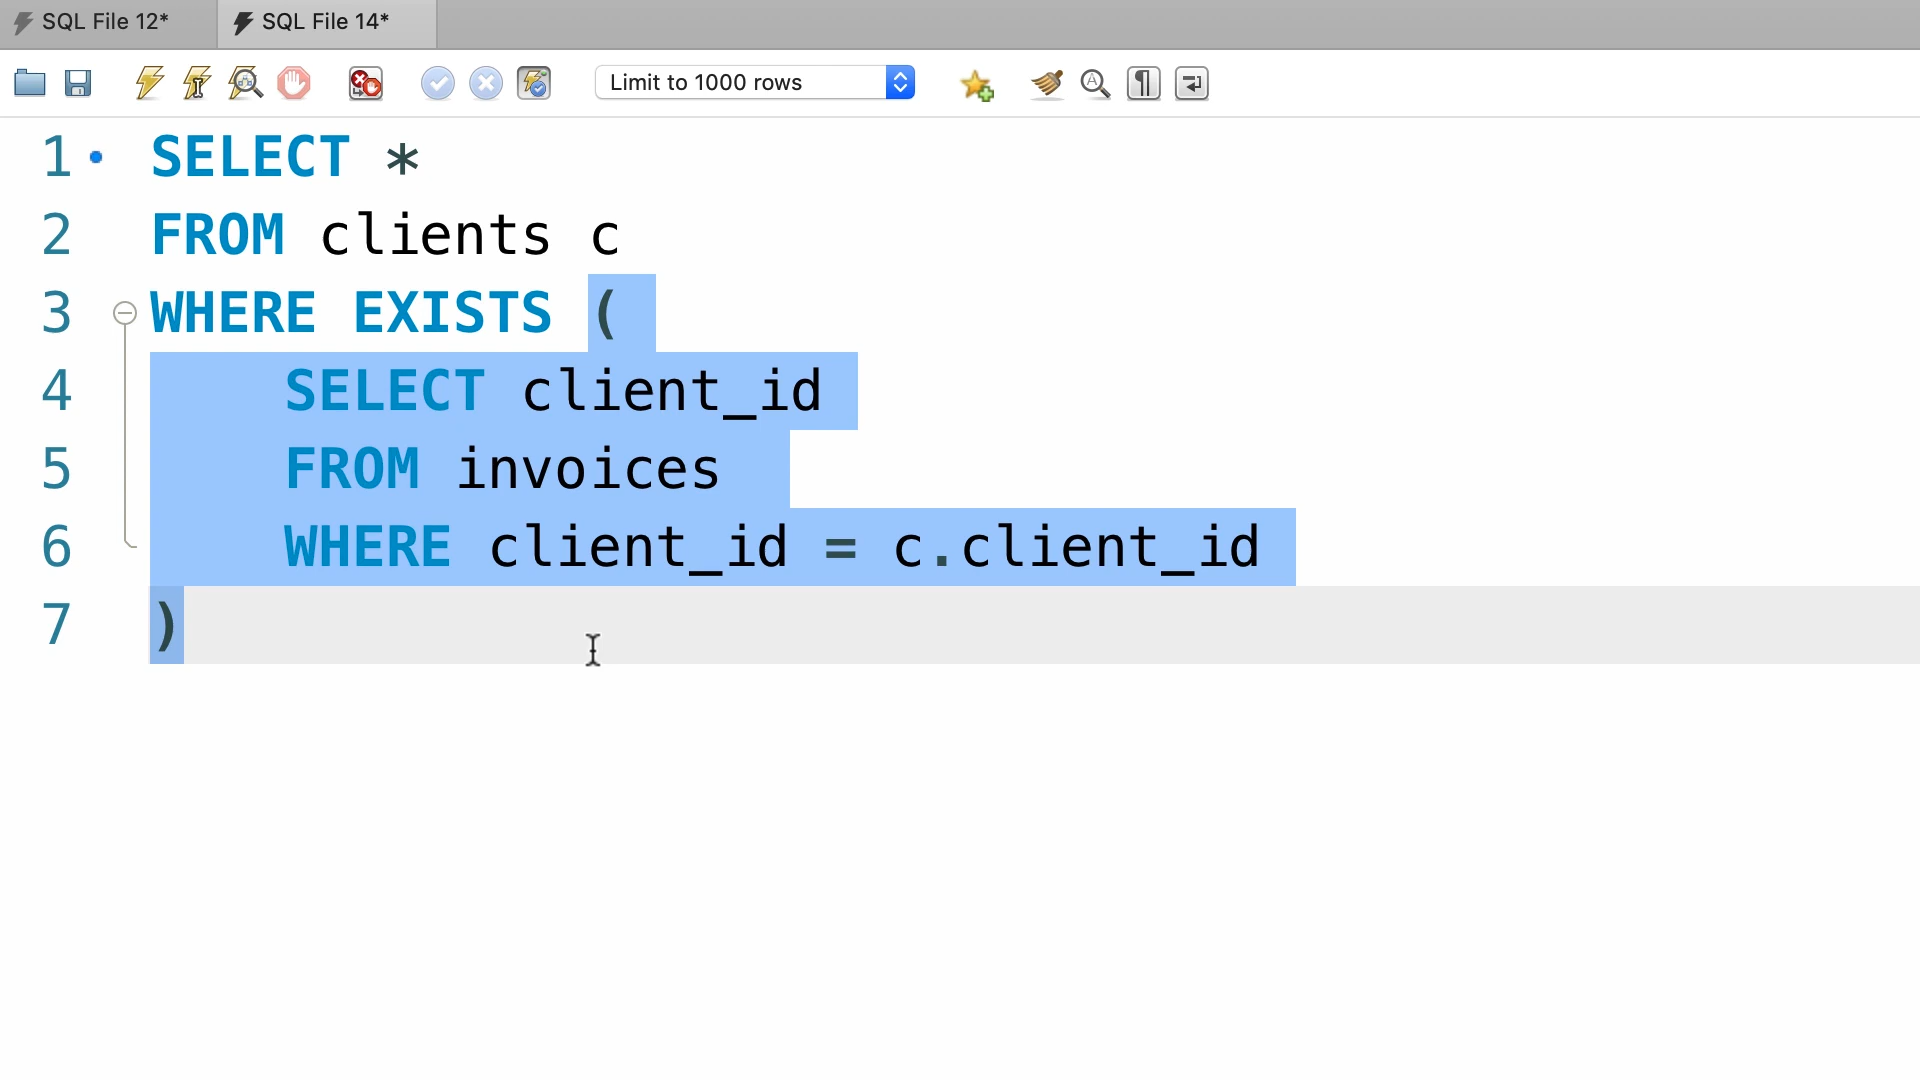 SQL File 12* SQL File 14*
Limit to 1000 rows
1 SELECT *
2 FROM clients c
3 WHERE EXISTS (
4 SELECT client_id
5 FROM invoices
6 WHERE client_id = c.client_id
7 )